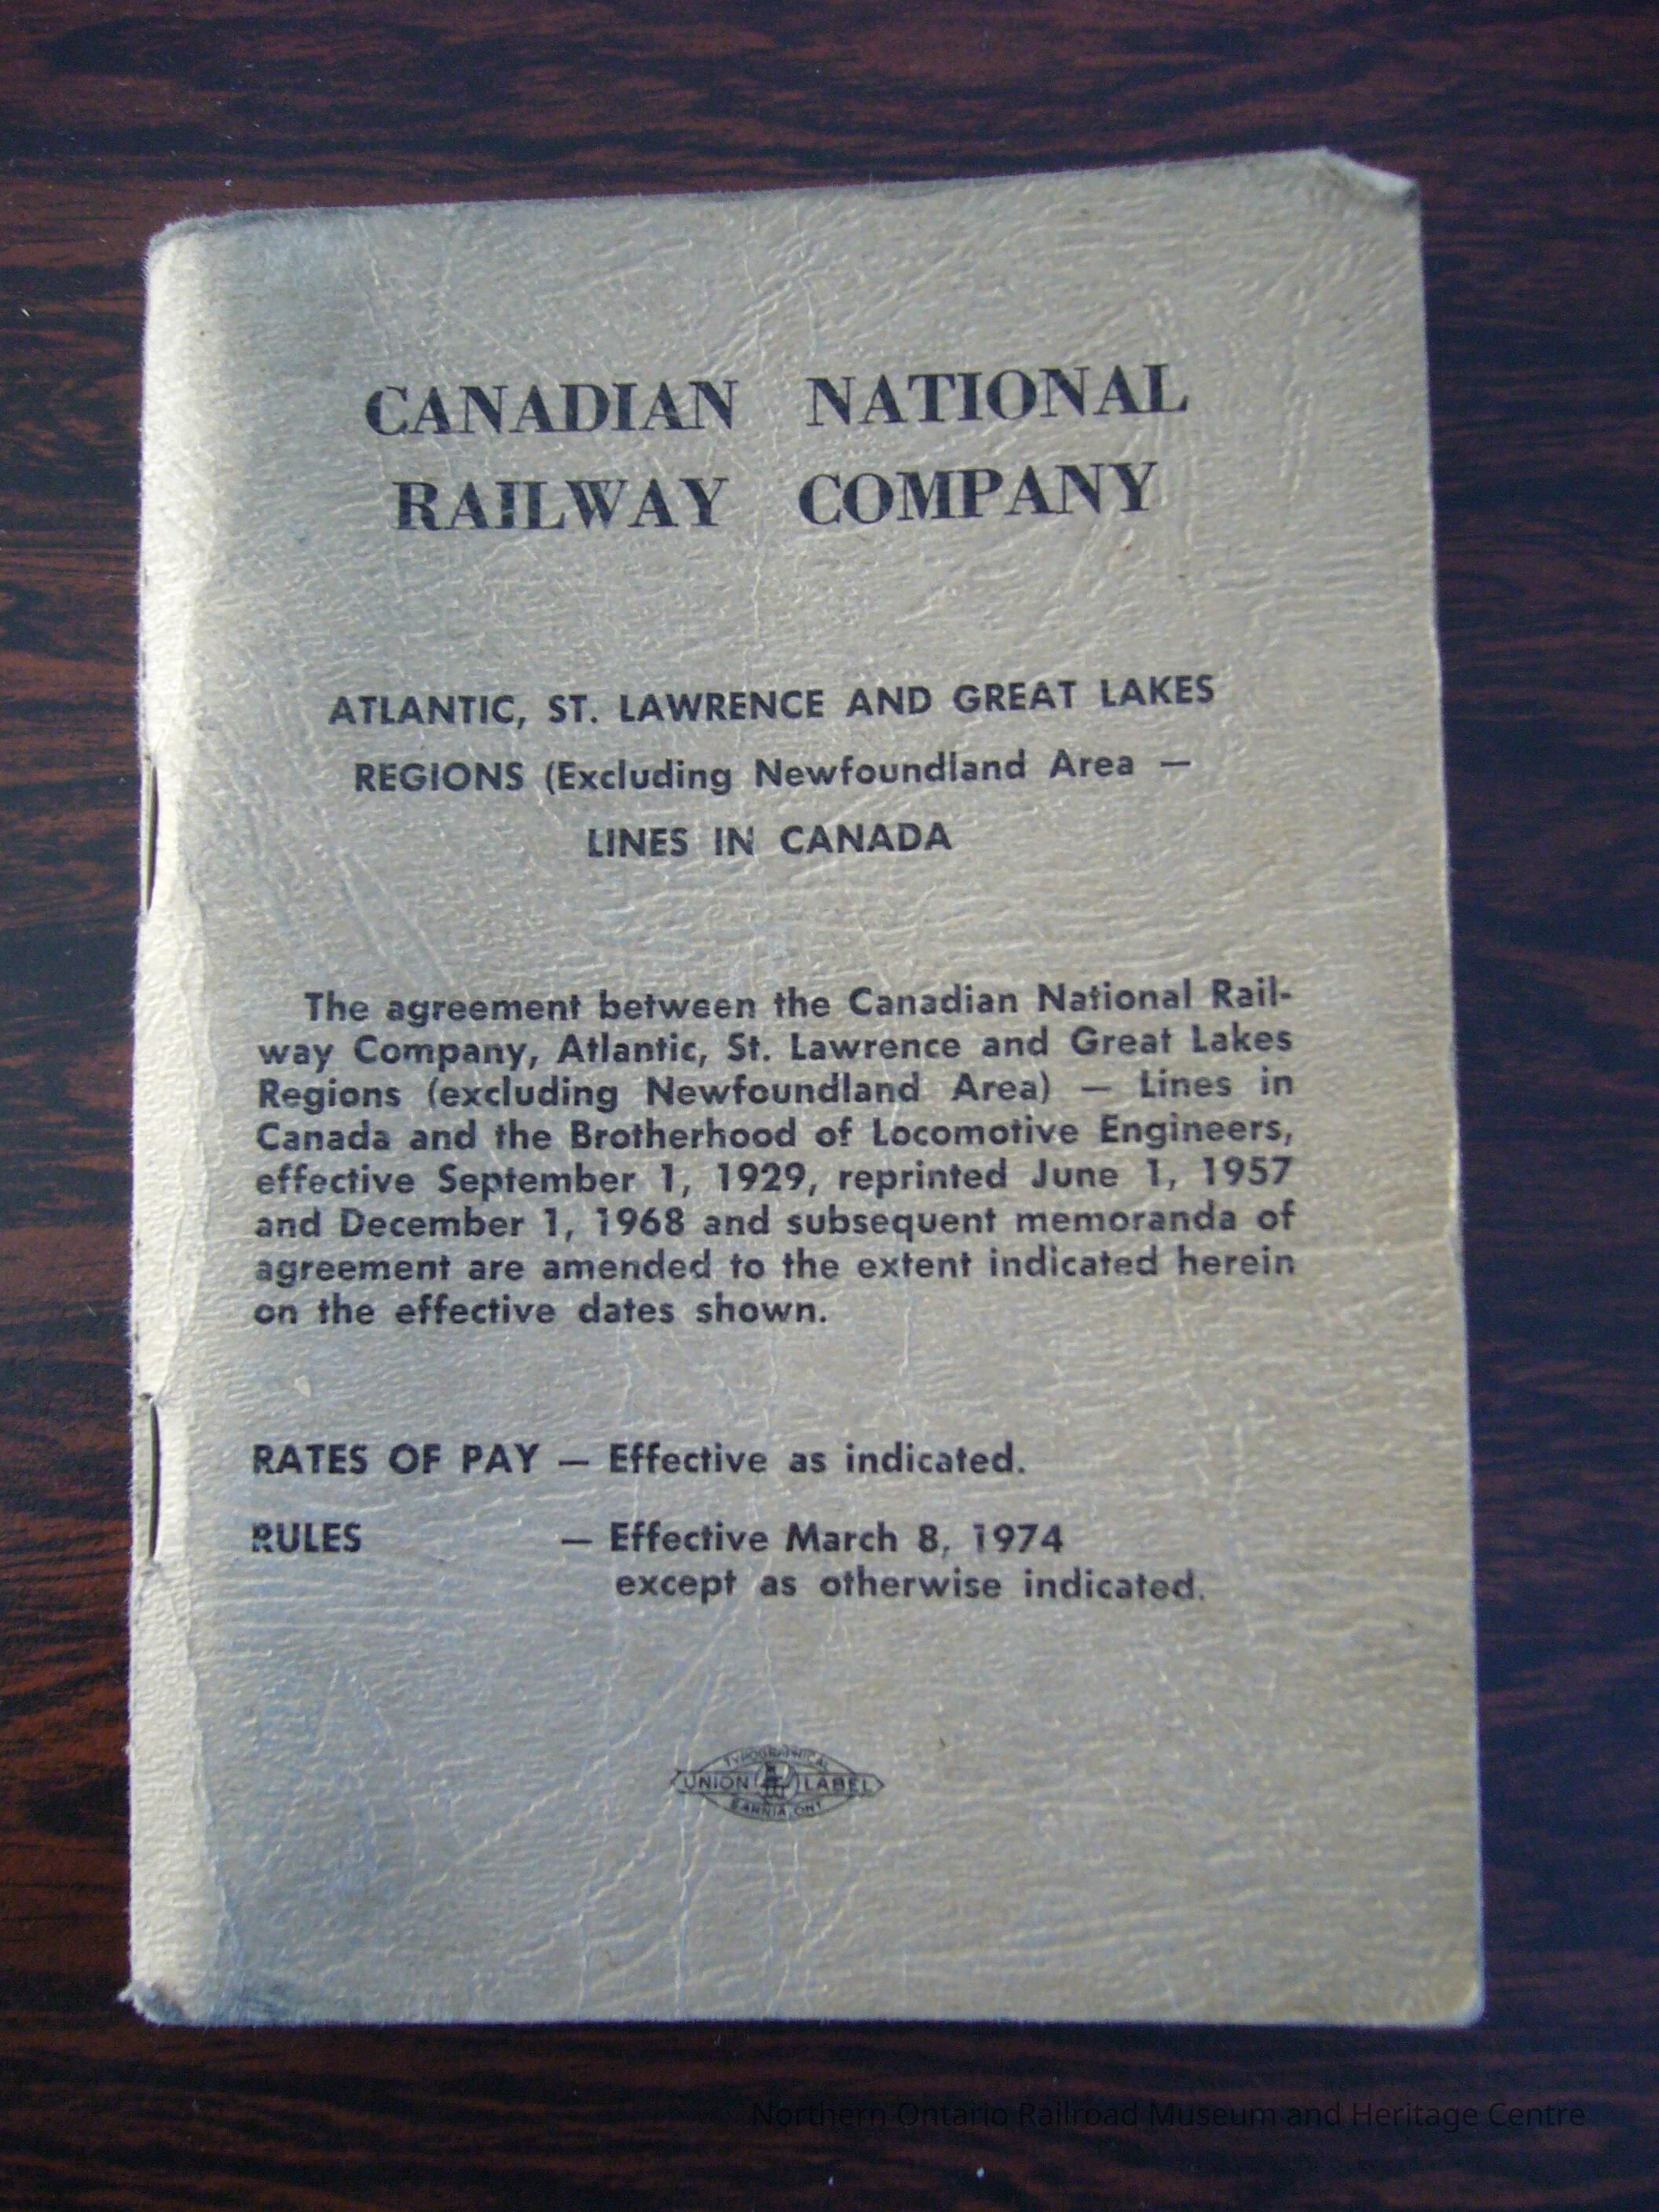 CANADIAN NATIONAL
RAILWAY COMPANY
ATLANTIC, ST. LAWRENCE AND GREAT LAKES
REGIONS (Excluding Newfoundland Area —
LINES IN CANADA
The agreement between the Canadian National Rail-
way Company, Atlantic, St. Lawrence and Great Lakes
Regions (excluding Newfoundland Area) — Lines in
Canada and the Brotherhood of Locomotive Engineers,
effective September 1, 1929, reprinted June 1, 1957
and December 1, 1968 and subsequent memoranda of
agreement are amended to the extent indicated herein
on the effective dates shown.
RATES OF PAY — Effective as indicated.
RULES — Effective March 8, 1974
except as otherwise indicated.
TYPOGRAPHICAL
UNION LABEL
SARNIA, ONT
Northern Ontario Railroad Museum and Heritage Centre